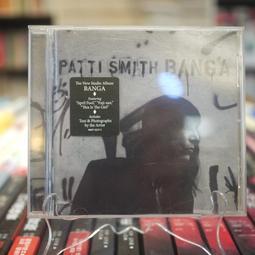 PATTI SMITH BANGA
The New Studio Album
BANGA
Featuring
"April Fool," "Fuji-san,"
"This Is The Girl"
Includes
Text & Photographs
by the Artist